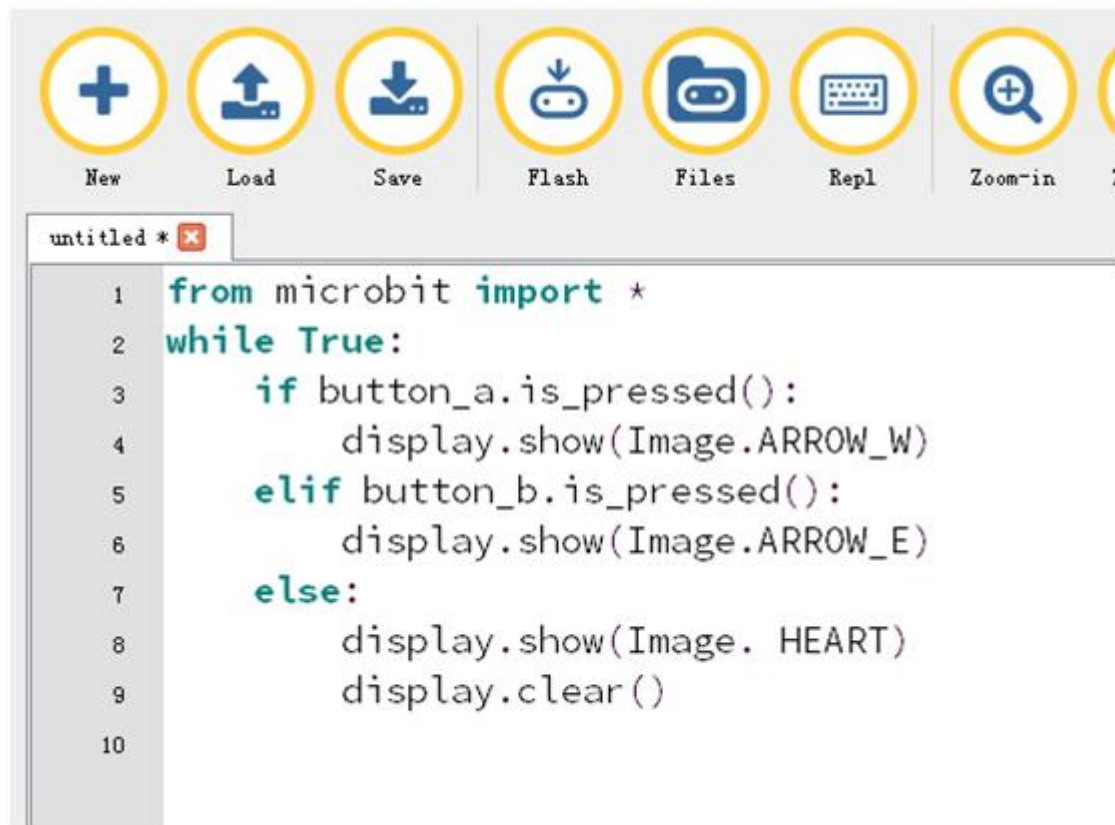 New Load Save Flash Files Repl Zoom-in
untitled *
1 from microbit import *
2 while True:
3 if button_a.is_pressed():
4 display.show(Image.ARROW_W)
5 elif button_b.is_pressed():
6 display.show(Image.ARROW_E)
7 else:
8 display.show(Image. HEART)
9 display.clear()
10